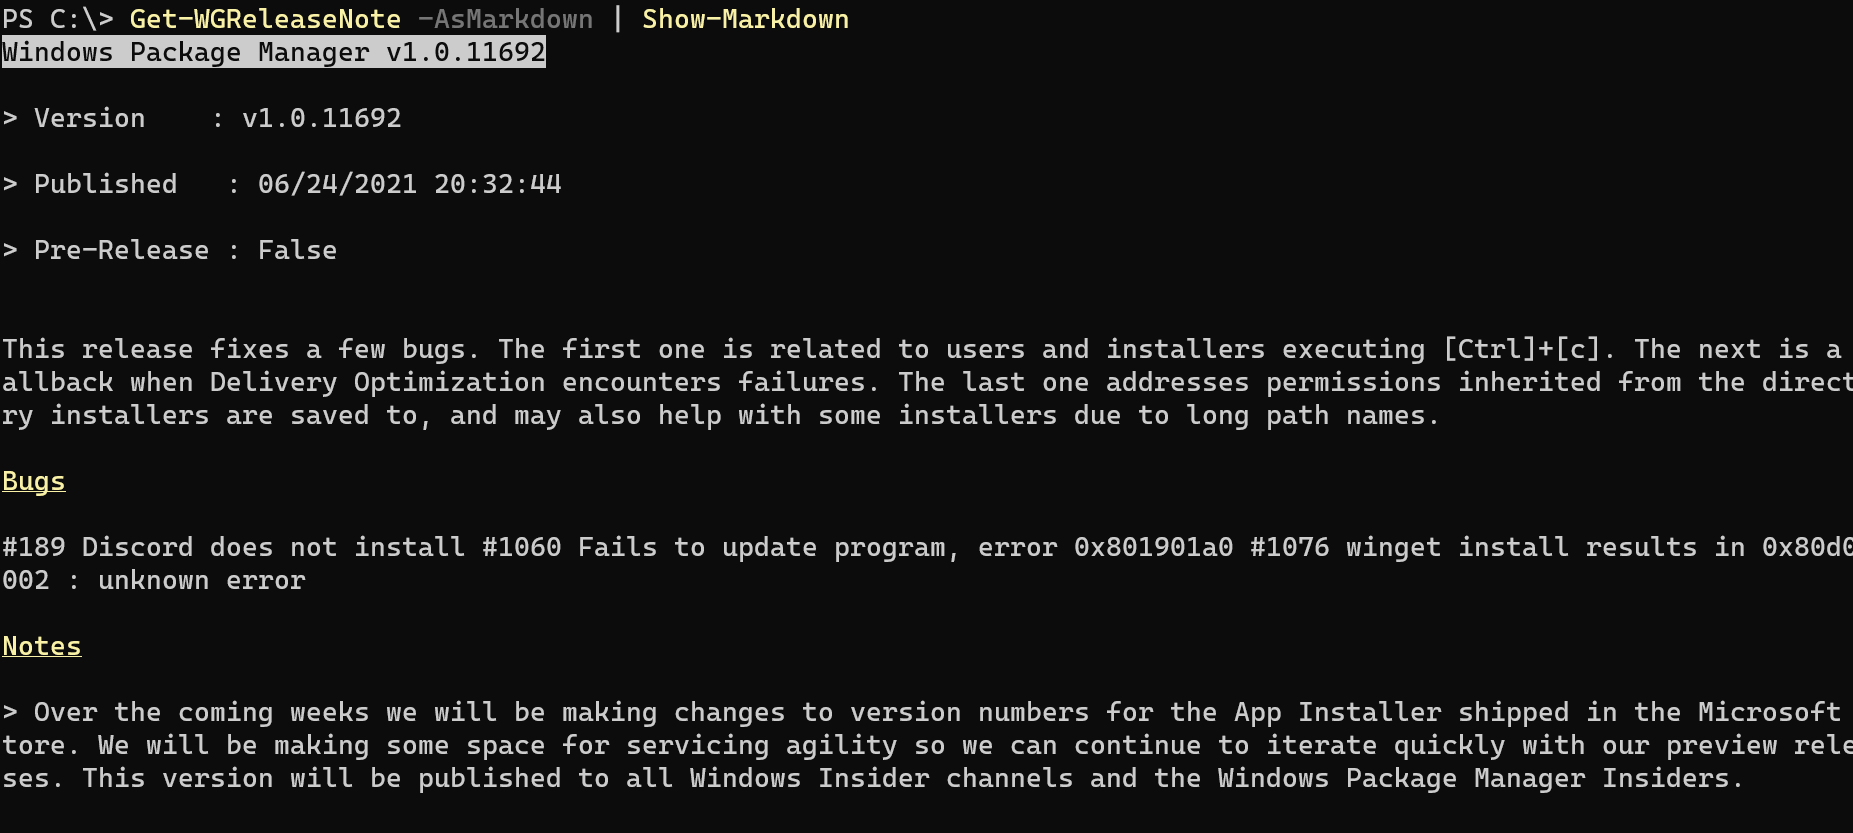 PS C:\> Get-WGReleaseNote -AsMarkdown | Show-Markdown
Windows Package Manager v1.0.11692
> Version    : v1.0.11692
> Published   : 06/24/2021 20:32:44
> Pre-Release : False
This release fixes a few bugs. The first one is related to users and installers executing [Ctrl]+[c]. The next is a
allback when Delivery Optimization encounters failures. The last one addresses permissions inherited from the direct
ry installers are saved to, and may also help with some installers due to long path names.
Bugs
#189 Discord does not install #1060 Fails to update program, error 0x801901a0 #1076 winget install results in 0x80d0
002 : unknown error
Notes
> Over the coming weeks we will be making changes to version numbers for the App Installer shipped in the Microsoft
tore. We will be making some space for servicing agility so we can continue to iterate quickly with our preview rele
ses. This version will be published to all Windows Insider channels and the Windows Package Manager Insiders.